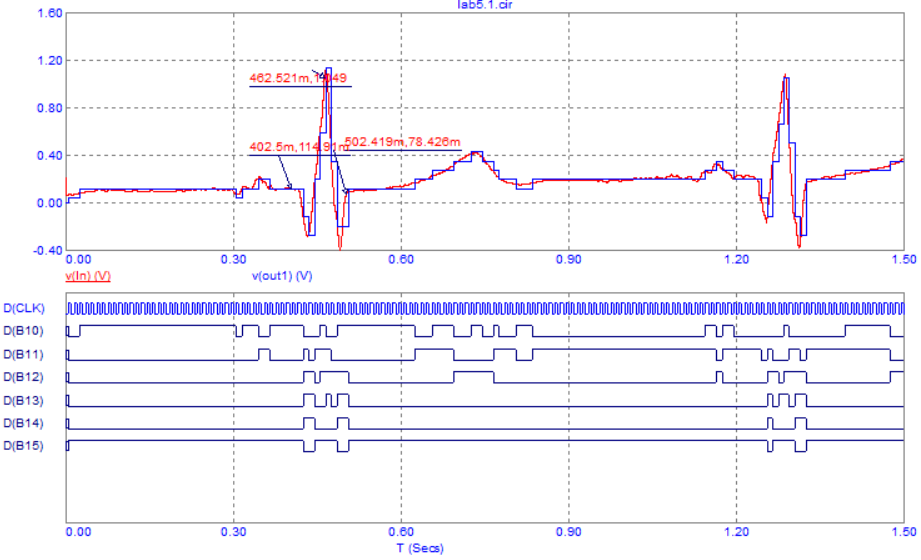 lab5.1.cir
1.60
1.20
462.521m,1.049
0.80
402.5m,114.91m
502.419m,78.426m
0.40
0.00
-0.40
0.00 0.30 0.60 0.90 1.20 1.50
v(In) (V) v(out1) (V)
D(CLK)
D(B10)
D(B11)
D(B12)
D(B13)
D(B14)
D(B15)
0.00 0.30 0.60 0.90 1.20 1.50
T (Secs)